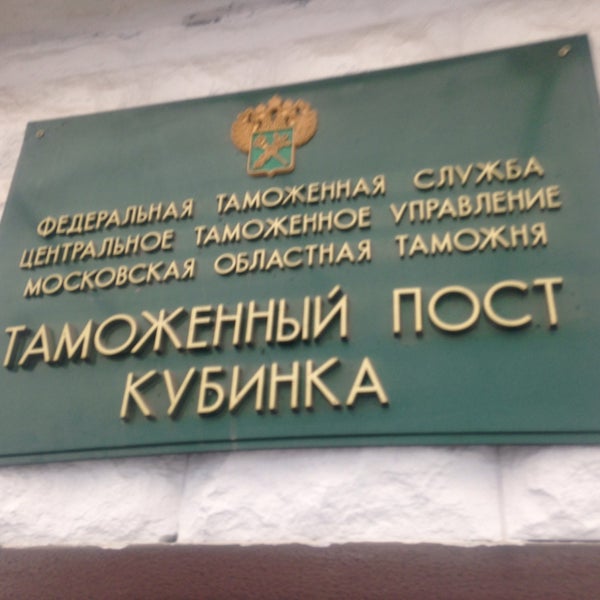 ФЕДЕРАЛЬНАЯ ТАМОЖЕННАЯ СЛУЖБА
ЦЕНТРАЛЬНОЕ ТАМОЖЕННОЕ УПРАВЛЕНИЕ
МОСКОВСКАЯ ОБЛАСТНАЯ ТАМОЖНЯ
ТАМОЖЕННЫЙ ПОСТ
КУБИНКА